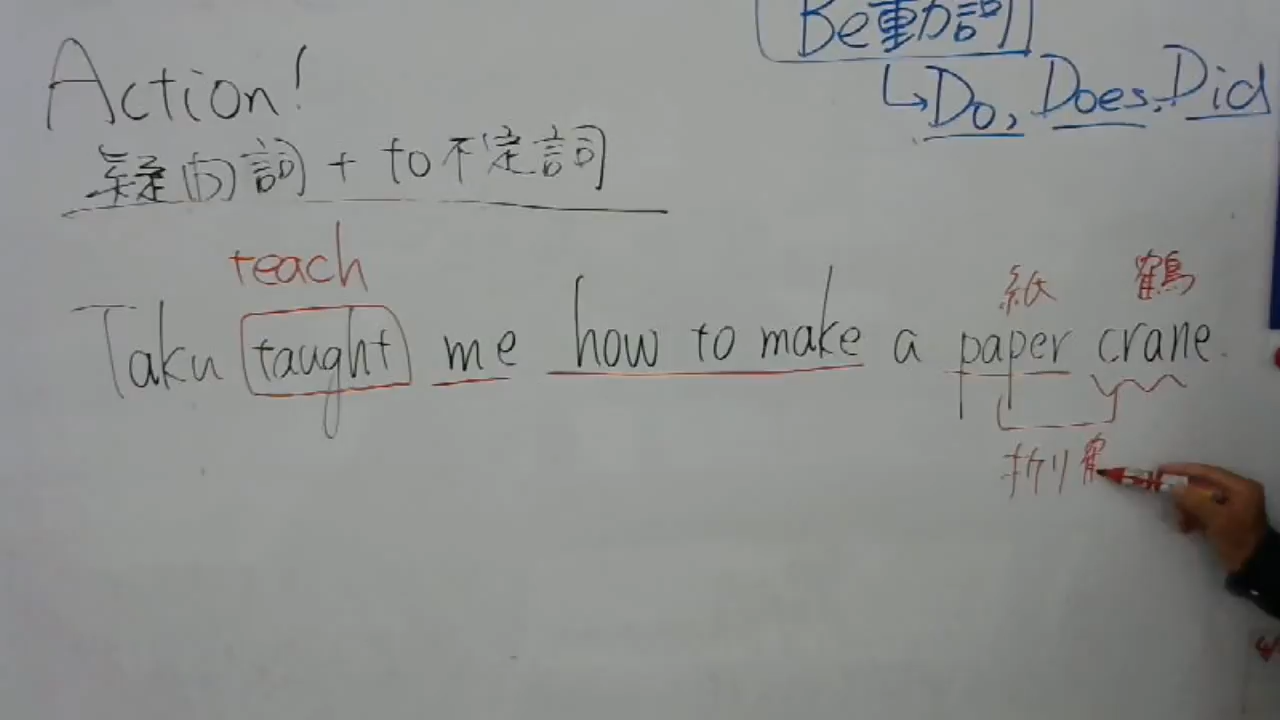 Be動詞
Action!
→Do, Does, Did
疑問詞 + to不定詞
teach
紙 鶴
Taku taught me how to make a paper crane.
折り鶴